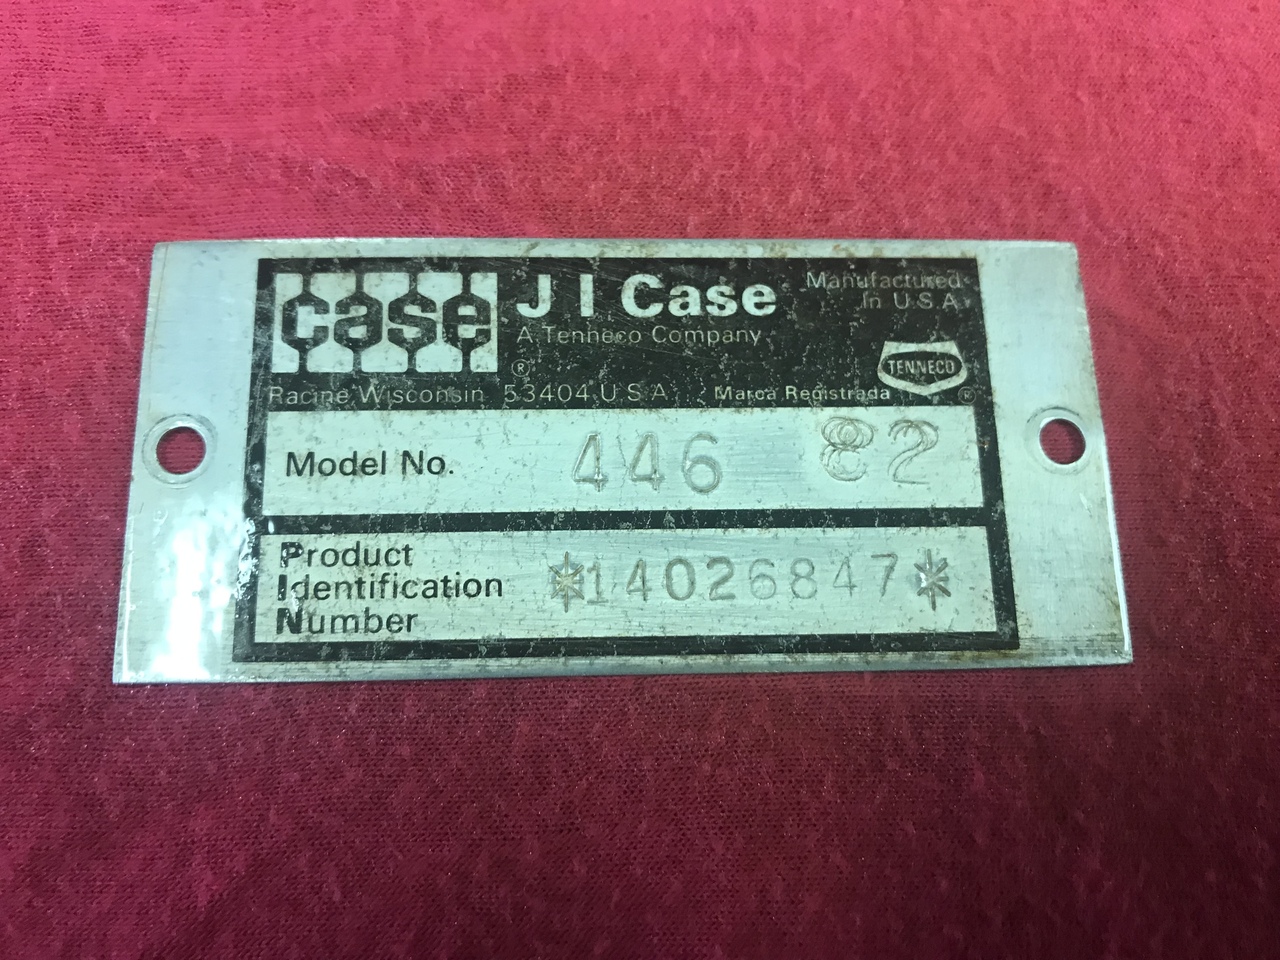 case
J I Case
Manufactured
In U.S.A.
A Tenneco Company
®
TENNECO
Racine Wisconsin 53404 U S A
Marca Registrada
®
Model No. 446 82
Product
Identification
Number
*14026847*